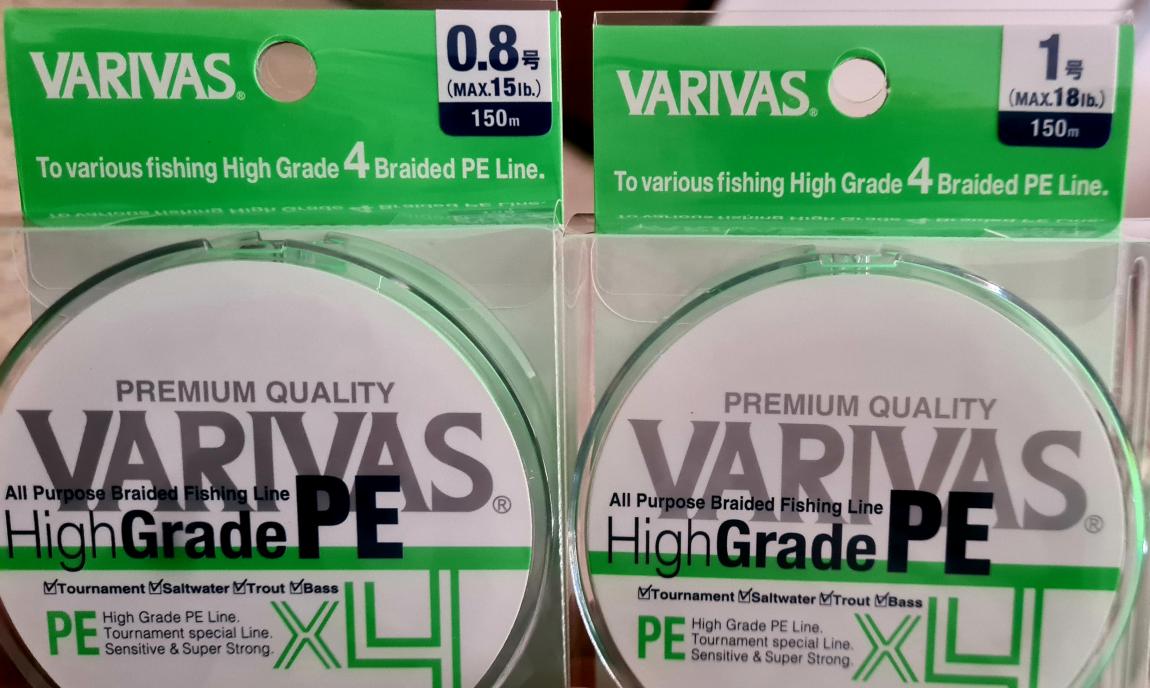 VARIVAS®
0.8号
(MAX.15lb.)
150m
To various fishing High Grade 4 Braided PE Line.
PREMIUM QUALITY
VARIVAS®
All Purpose Braided Fishing Line
HighGrade PE
☑Tournament ☑Saltwater ☑Trout ☑Bass
PE
High Grade PE Line.
Tournament special Line.
Sensitive & Super Strong.
X4
VARIVAS®
1号
(MAX.18lb.)
150m
To various fishing High Grade 4 Braided PE Line.
PREMIUM QUALITY
VARIVAS®
All Purpose Braided Fishing Line
HighGrade PE
☑Tournament ☑Saltwater ☑Trout ☑Bass
PE
High Grade PE Line.
Tournament special Line.
Sensitive & Super Strong.
X4